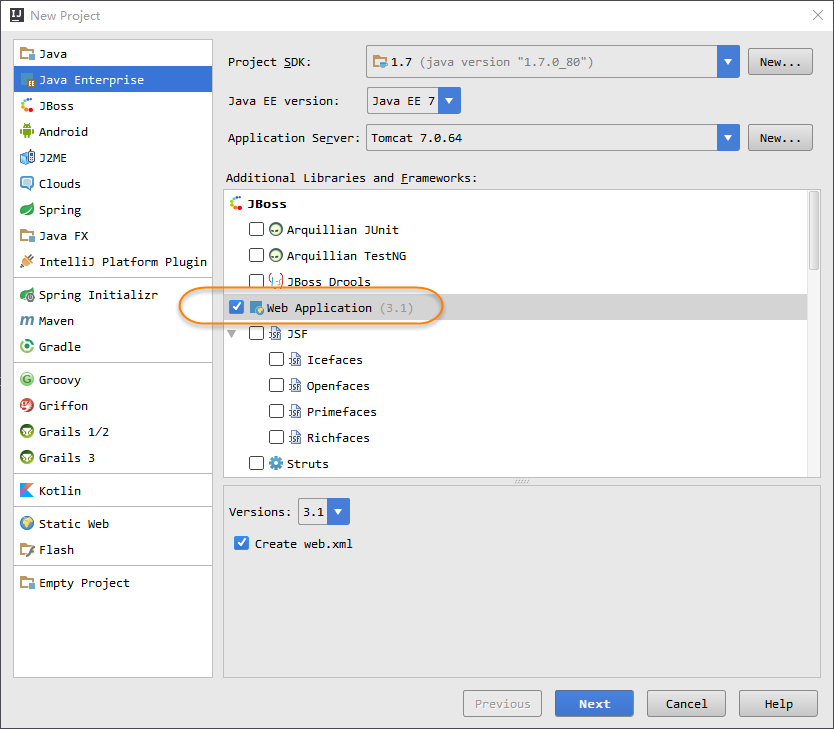 New Project
Java
Java Enterprise
JBoss
Android
J2ME
Clouds
Spring
Java FX
IntelliJ Platform Plugin
Spring Initializr
Maven
Gradle
Groovy
Griffon
Grails 1/2
Grails 3
Kotlin
Static Web
Flash
Empty Project
Project SDK: 1.7 (java version "1.7.0_80") New...
Java EE version: Java EE 7
Application Server: Tomcat 7.0.64 New...
Additional Libraries and Frameworks:
JBoss
Arquillian JUnit
Arquillian TestNG
JBoss Drools
Web Application (3.1)
JSF
Icefaces
Openfaces
Primefaces
Richfaces
Struts
Versions: 3.1
Create web.xml
Previous Next Cancel Help